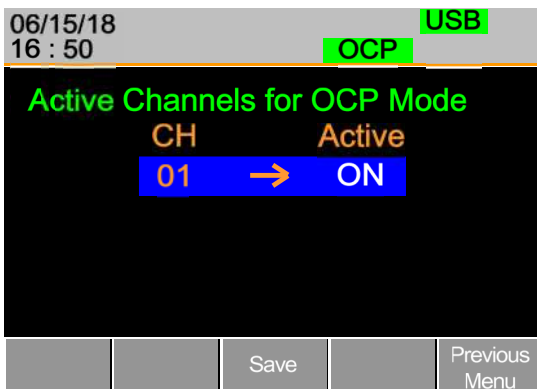 06/15/18 USB
16 : 50 OCP
Active Channels for OCP Mode
CH Active
01 → ON
Save Previous
Menu